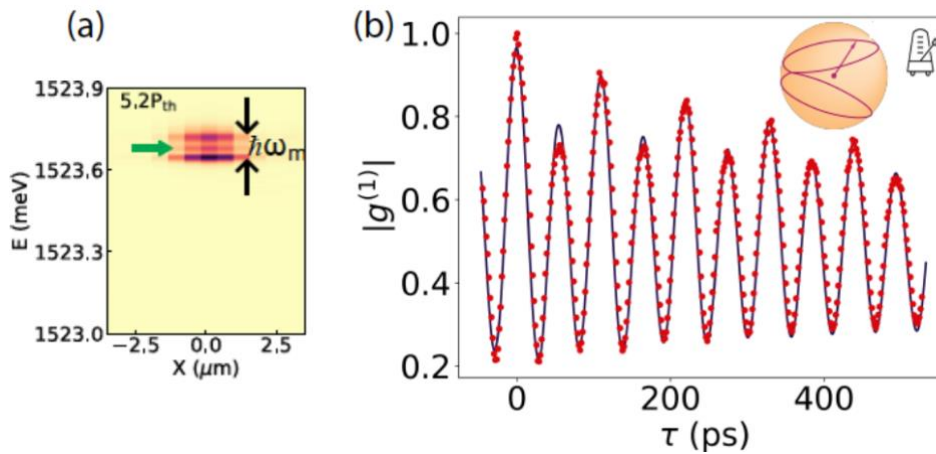 (a)
1523.9
5.2P_th
ħω_m
1523.6
E (meV)
1523.3
1523.0
−2.5 0.0 2.5
X (μm)
(b)
1.0
0.8
|g^(1)|
0.6
0.4
0.2
0 200 400
τ (ps)